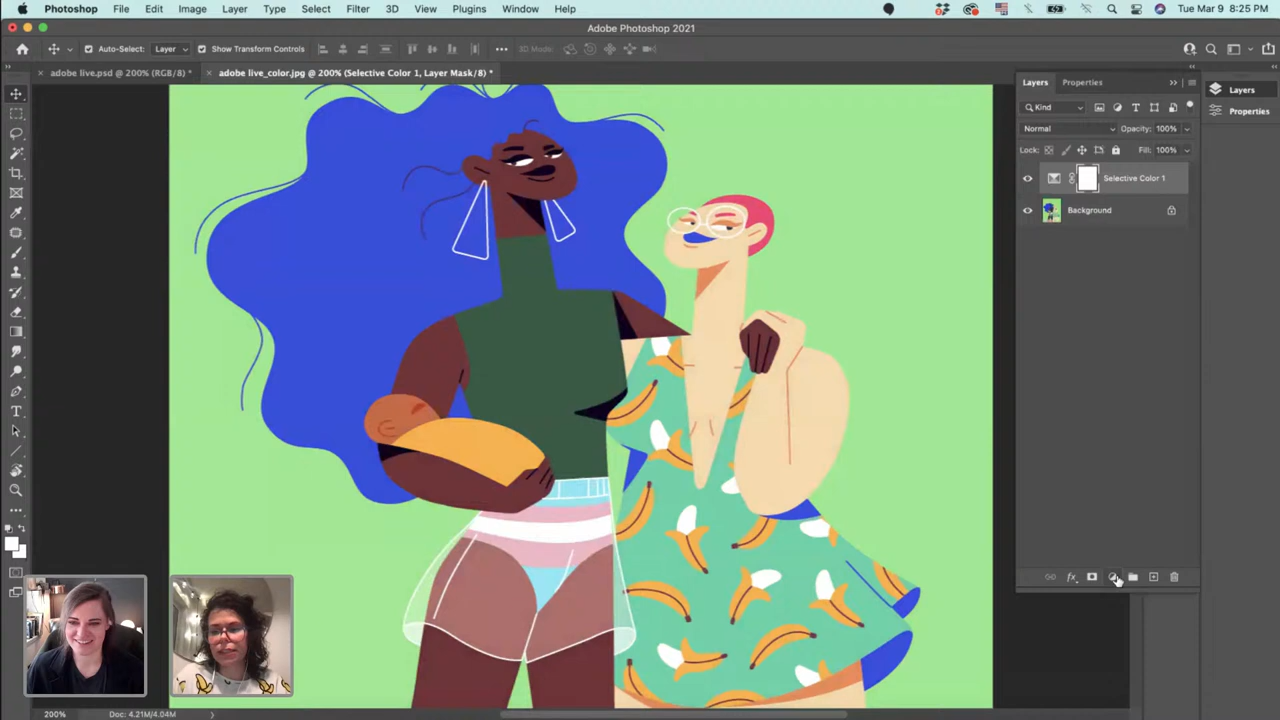 Photoshop File Edit Image Layer Type Select Filter 3D View Plugins Window Help Tue Mar 9 8:25 PM
Adobe Photoshop 2021
Auto-Select: Layer Show Transform Controls 3D Mode:
adobe live.psd @ 200% (RGB/8) * adobe live_color.jpg @ 200% (Selective Color 1, Layer Mask/8) *
Layers Properties
Layers
Properties
Kind
Normal Opacity: 100%
Lock: Fill: 100%
Selective Color 1
Background
fx
200% Doc: 4.21M/4.04M